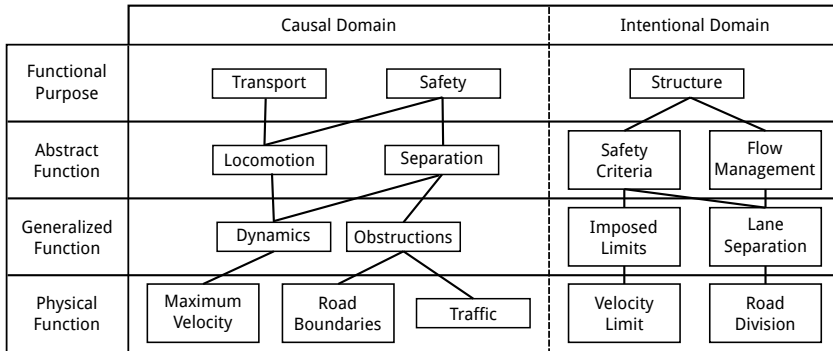 Causal Domain
Intentional Domain
Functional
Purpose
Transport
Safety
Structure
Abstract
Function
Locomotion
Separation
Safety
Criteria
Flow
Management
Generalized
Function
Dynamics
Obstructions
Imposed
Limits
Lane
Separation
Physical
Function
Maximum
Velocity
Road
Boundaries
Traffic
Velocity
Limit
Road
Division